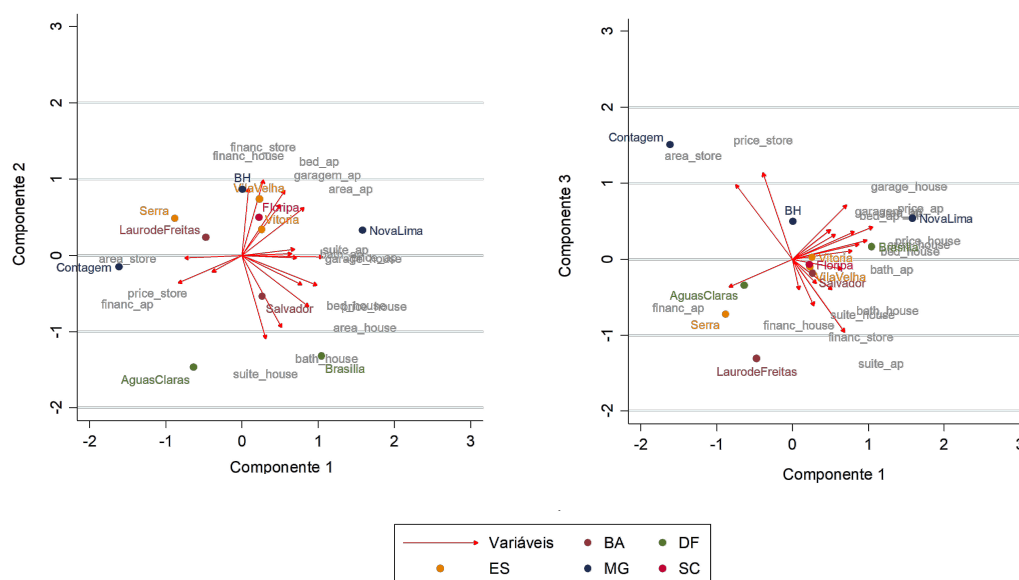 3
2
1
0
-1
-2
Componente 2
financ_store
financ_house
bed_ap
garagem_ap
area_ap
BH
VilaVelha
Floripa
Vitoria
Serra
LaurodeFreitas
NovaLima
suite_ap
garage_house
area_store
Contagem
price_store
financ_ap
Salvador
bed_house
price_house
area_house
bath_house
Brasilia
suite_house
AguasClaras
-2 -1 0 1 2 3
Componente 1
3
2
1
0
-1
-2
Componente 3
Contagem
area_store
price_store
garage_house
price_ap
BH
bed_ap
NovaLima
price_house
Brasilia
bed_house
Vitoria
Floripa
bath_ap
VilaVelha
Salvador
AguasClaras
financ_ap
Serra
bath_house
suite_house
financ_house
financ_store
suite_ap
LaurodeFreitas
-2 -1 0 1 2 3
Componente 1
Variáveis BA DF
ES MG SC